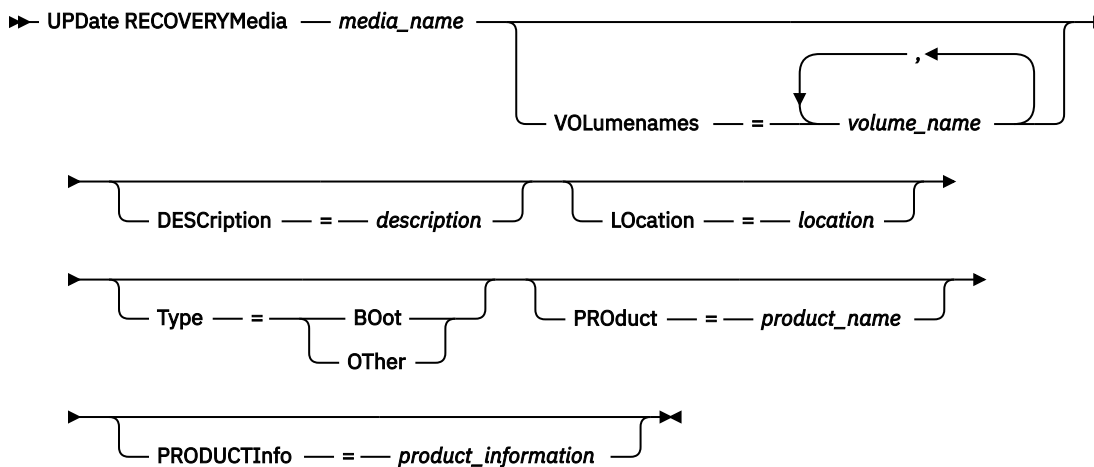 UPDate RECOVERYMedia media_name
,
VOLumenames = volume_name
DESCription = description LOcation = location
Type = BOot PROduct = product_name
OTher
PRODUCTInfo = product_information